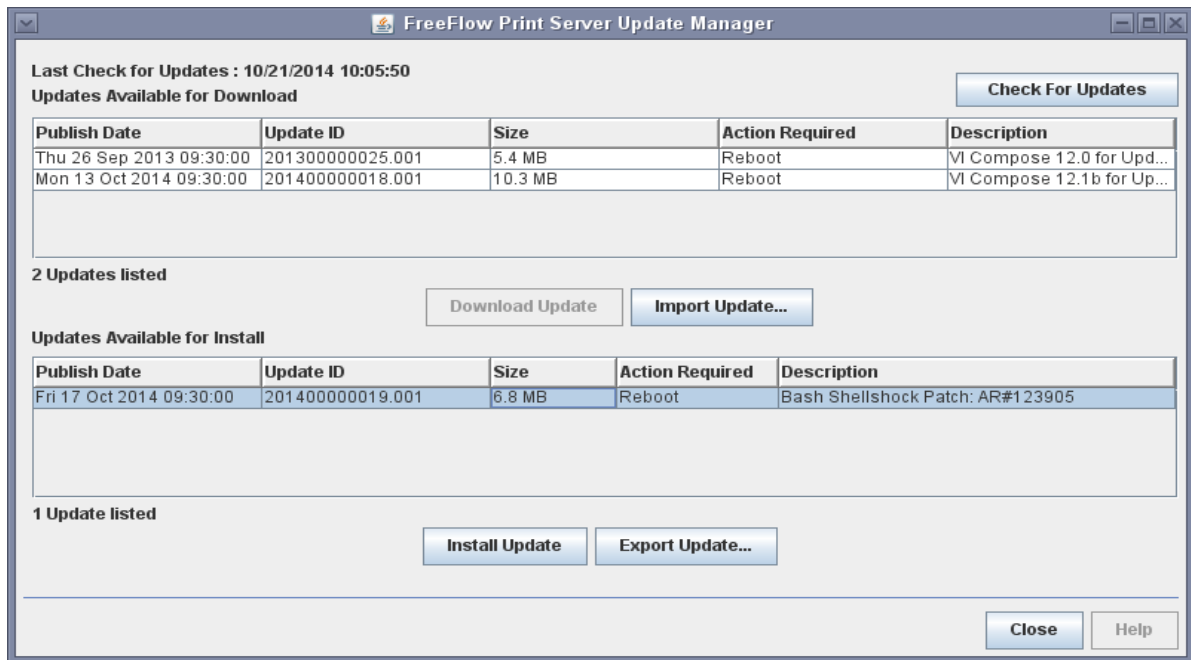 FreeFlow Print Server Update Manager
Last Check for Updates : 10/21/2014 10:05:50
Updates Available for Download
Check For Updates
Publish Date Update ID Size Action Required Description
Thu 26 Sep 2013 09:30:00 201300000025.001 5.4 MB Reboot VI Compose 12.0 for Upd...
Mon 13 Oct 2014 09:30:00 201400000018.001 10.3 MB Reboot VI Compose 12.1b for Up...
2 Updates listed
Download Update Import Update...
Updates Available for Install
Publish Date Update ID Size Action Required Description
Fri 17 Oct 2014 09:30:00 201400000019.001 6.8 MB Reboot Bash Shellshock Patch: AR#123905
1 Update listed
Install Update Export Update...
Close Help